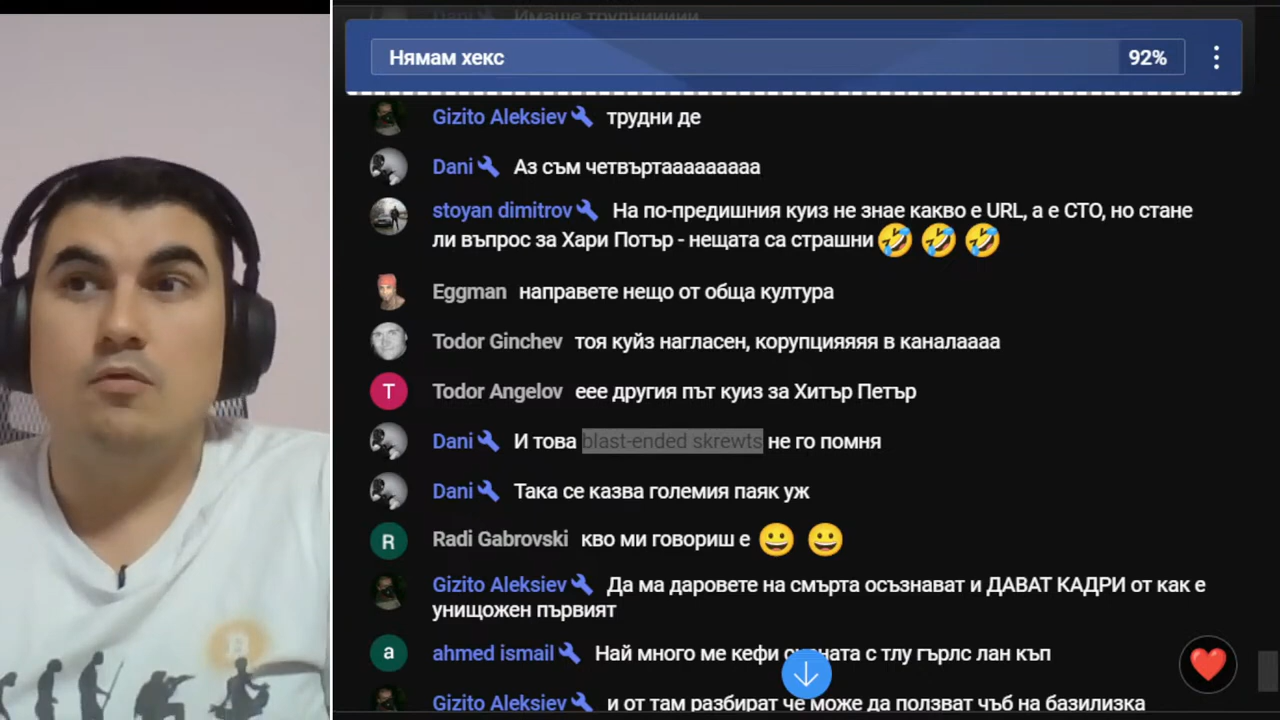 Dani Имаше труднииииии
Нямам хекс 92%
Gizito Aleksiev трудни де
Dani Аз съм четвъртааааааааа
stoyan dimitrov На по-предишния куиз не знае какво е URL, а е СТО, но стане
ли въпрос за Хари Потър - нещата са страшни🤣🤣🤣
Eggman направете нещо от обща култура
Todor Ginchev тоя куйз нагласен, корупцияяяя в каналаааа
T Todor Angelov еее другия път куиз за Хитър Петър
Dani И това blast-ended skrewts не го помня
Dani Така се казва големия паяк уж
R Radi Gabrovski кво ми говориш е 😀 😀
Gizito Aleksiev Да ма даровете на смърта осъзнават и ДАВАТ КАДРИ от как е
унищожен първият
a ahmed ismail Най много ме кефи с тлу гърлс лан къп
Gizito Aleksiev и от там разбират че може да ползват чъб на базилизка